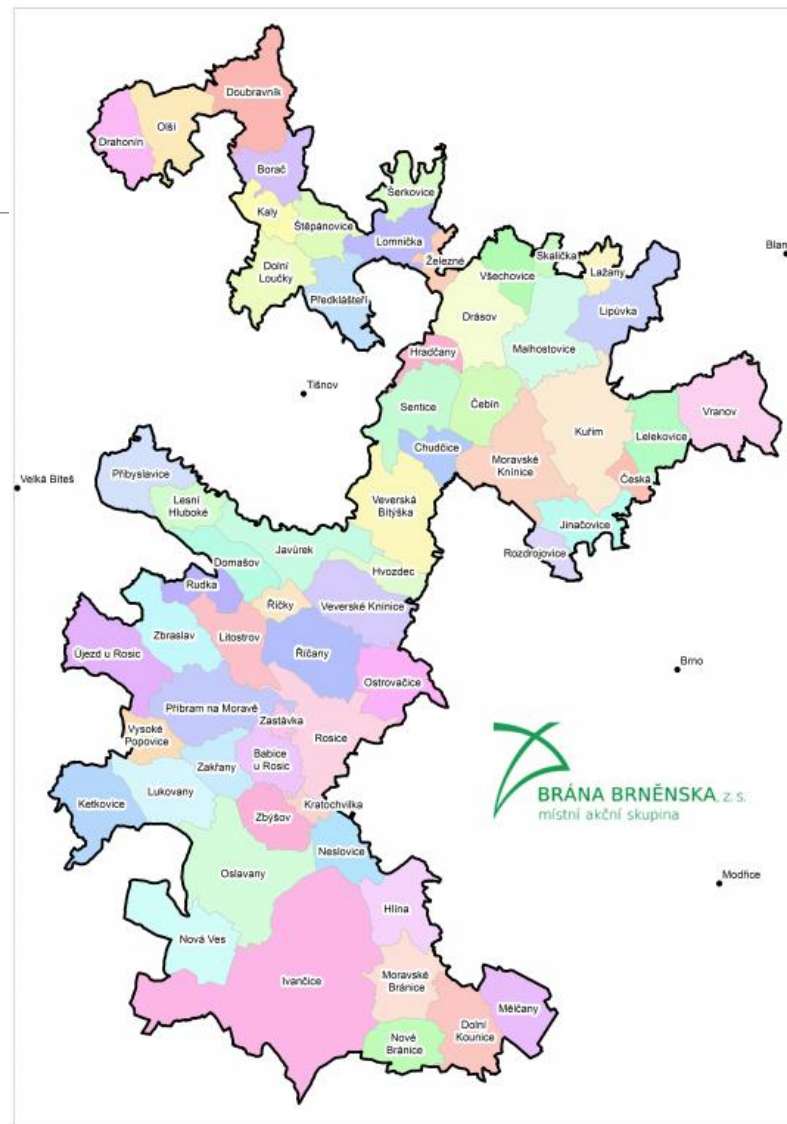 Doubravník
Olší
Drahonín
Borač
Šerkovice
Kaly
Štěpánovice
Lomnička
Železné
Dolní
Loučky
Předklášteří
Všechovice
Skalička
Lažany
Blan
Lipůvka
Drásov
Malhostovice
Hradčany
Tišnov
Sentice
Čebín
Kuřim
Vranov
Lelekovice
Chudčice
Moravské
Knínice
Česká
Velká Bíteš
Přibyslavice
Lesní
Hluboké
Veverská
Bítýška
Jinačovice
Rozdrojovice
Javůrek
Domašov
Hvozdec
Rudka
Říčky
Veverské Knínice
Zbraslav
Litostrov
Říčany
Újezd u Rosic
Ostrovačice
Brno
Příbram na Moravě
Zastávka
Rosice
Vysoké
Popovice
Babice
u Rosic
Zakřany
Ketkovice
Lukovany
Zbýšov
Kratochvilka
BRÁNA BRNĚNSKA, z. s.
místní akční skupina
Neslovice
Oslavany
Modřice
Hlína
Nová Ves
Ivančice
Moravské
Bránice
Mělčany
Dolní
Kounice
Nové
Bránice